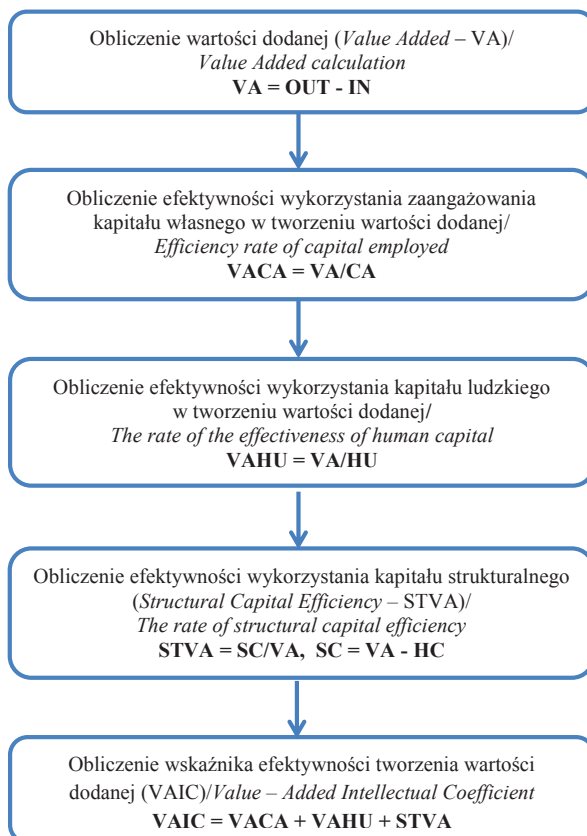 Obliczenie wartości dodanej (Value Added – VA)/
Value Added calculation
VA = OUT - IN
Obliczenie efektywności wykorzystania zaangażowania
kapitału własnego w tworzeniu wartości dodanej/
Efficiency rate of capital employed
VACA = VA/CA
Obliczenie efektywności wykorzystania kapitału ludzkiego
w tworzeniu wartości dodanej/
The rate of the effectiveness of human capital
VAHU = VA/HU
Obliczenie efektywności wykorzystania kapitału strukturalnego
(Structural Capital Efficiency – STVA)/
The rate of structural capital efficiency
STVA = SC/VA, SC = VA - HC
Obliczenie wskaźnika efektywności tworzenia wartości
dodanej (VAIC)/Value – Added Intellectual Coefficient
VAIC = VACA + VAHU + STVA